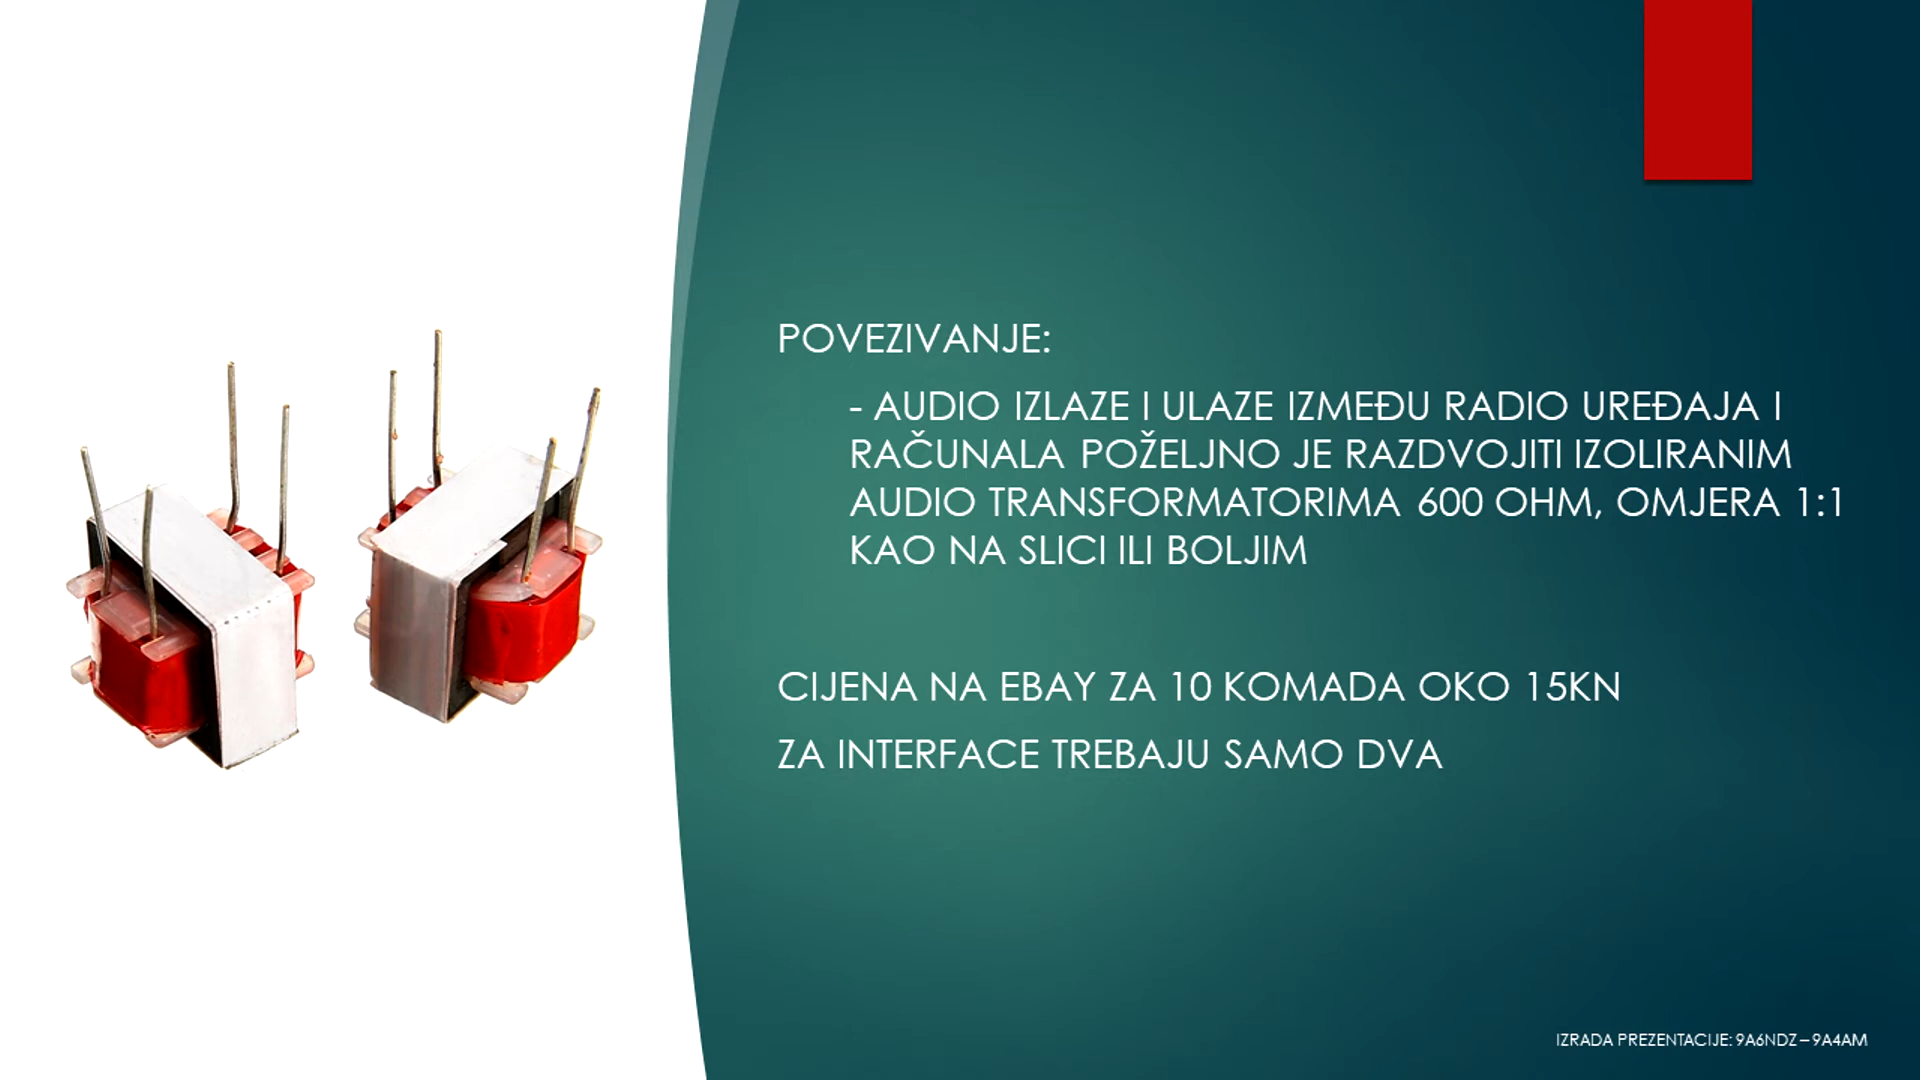 POVEZIVANJE:
- AUDIO IZLAZE I ULAZE IZMEĐU RADIO UREĐAJA I
RAČUNALA POŽELJNO JE RAZDVOJITI IZOLIRANIM
AUDIO TRANSFORMATORIMA 600 OHM, OMJERA 1:1
KAO NA SLICI ILI BOLJIM
CIJENA NA EBAY ZA 10 KOMADA OKO 15KN
ZA INTERFACE TREBAJU SAMO DVA
IZRADA PREZENTACIJE: 9A6NDZ – 9A4AM